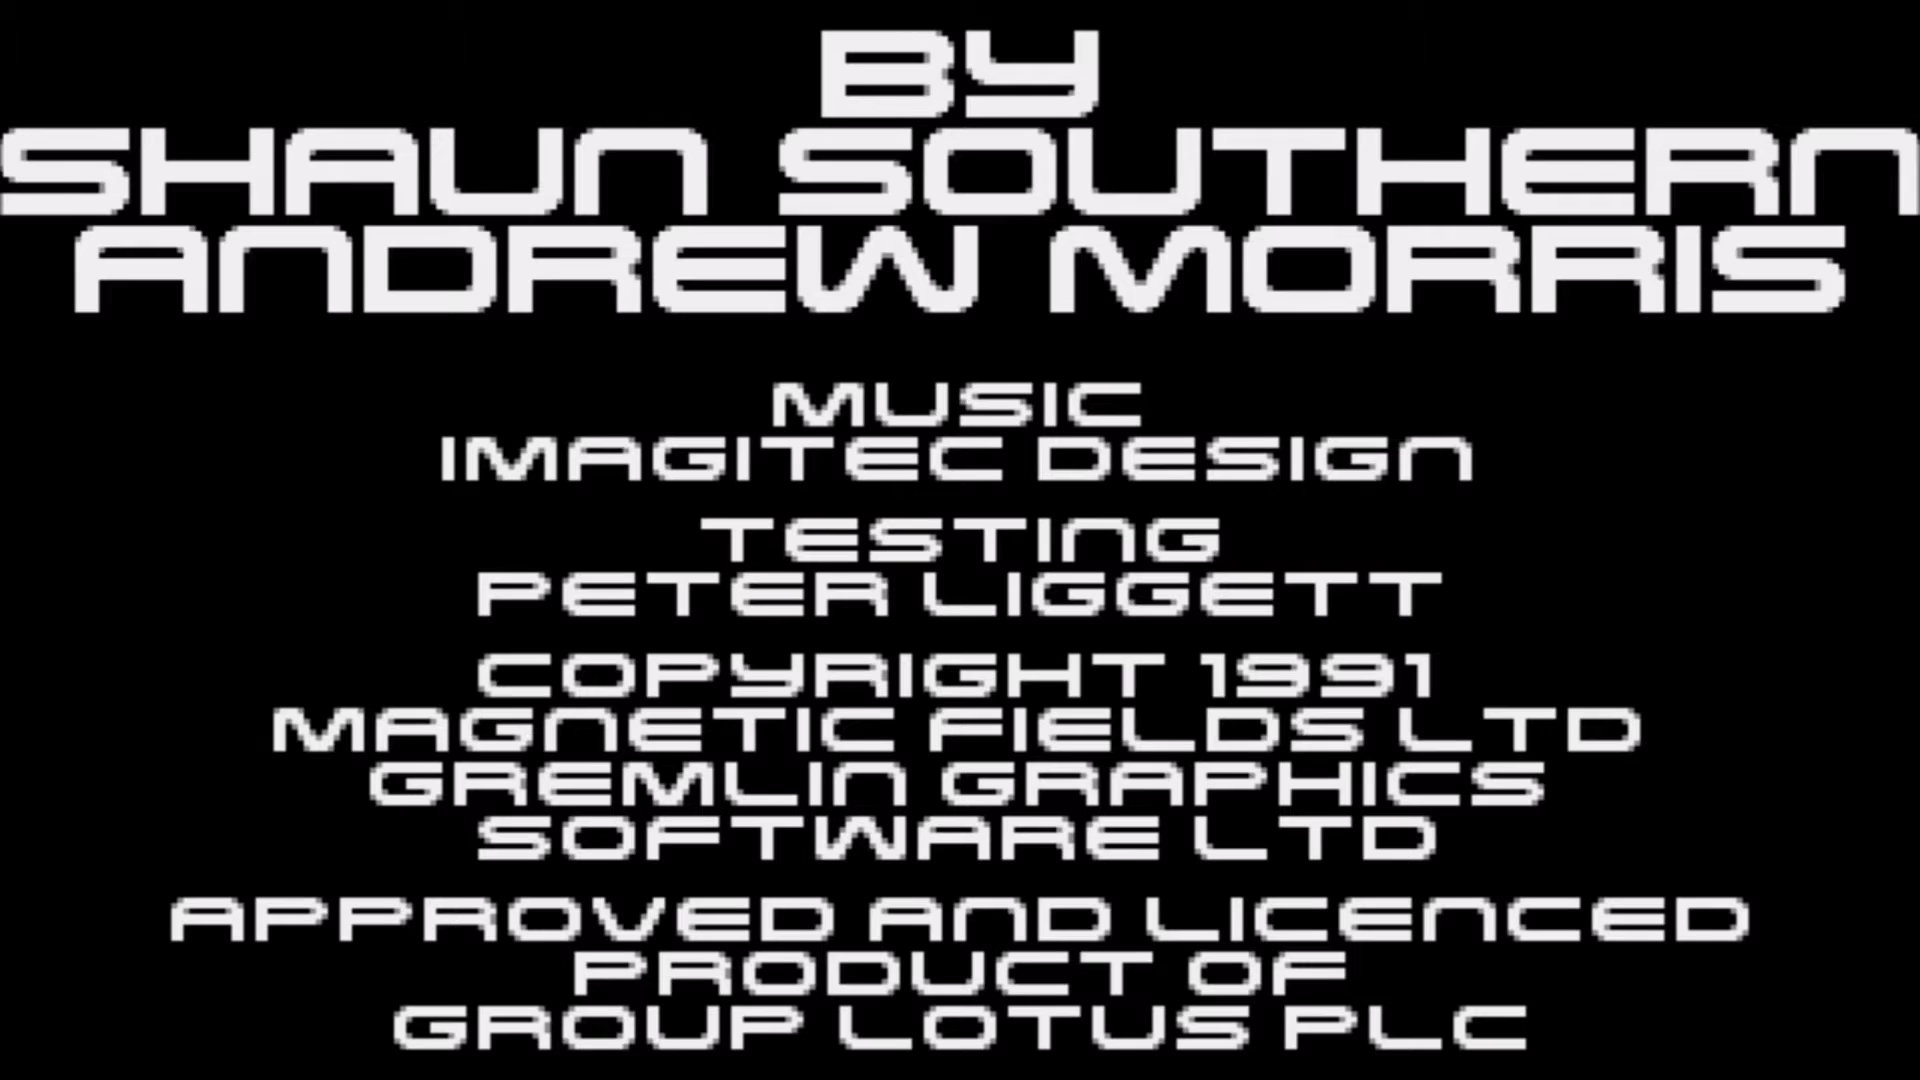 BY
SHAUN SOUTHERN
ANDREW MORRIS
MUSIC
IMAGITEC DESIGN
TESTING
PETER LIGGETT
COPYRIGHT 1991
MAGNETIC FIELDS LTD
GREMLIN GRAPHICS
SOFTWARE LTD
APPROVED AND LICENCED
PRODUCT OF
GROUP LOTUS PLC